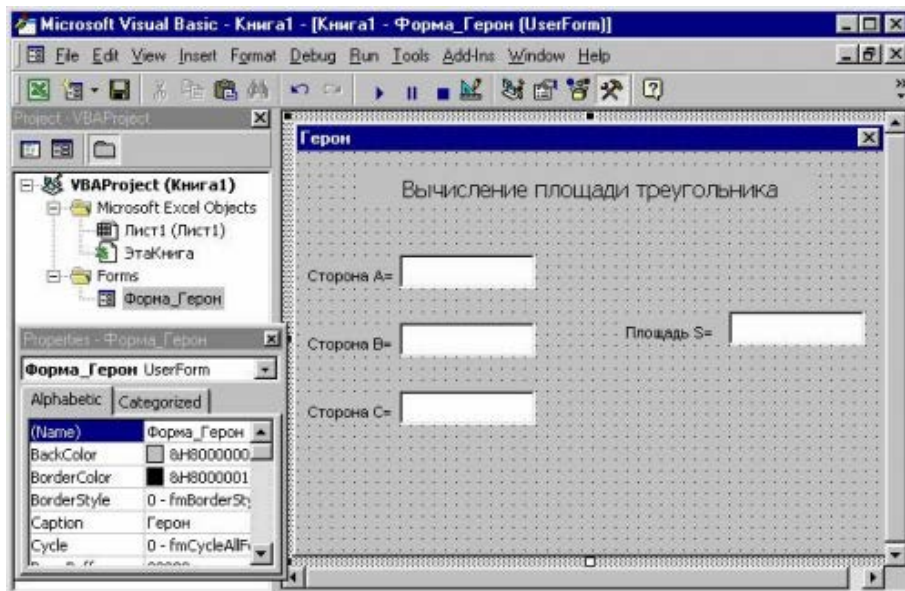 Microsoft Visual Basic - Книга1 - [Книга1 - Форма_Герон (UserForm)]
File Edit View Insert Format Debug Run Tools Add-Ins Window Help
Project - VBAProject
VBAProject (Книга1)
Microsoft Excel Objects
Лист1 (Лист1)
ЭтаКнига
Forms
Форма_Герон
Properties - Форма_Герон
Форма_Герон UserForm
Alphabetic Categorized
(Name) Форма_Герон
BackColor &H8000000
BorderColor &H8000001
BorderStyle 0 - fmBorderSty
Caption Герон
Cycle 0 - fmCycleAllF
Герон
Вычисление площади треугольника
Сторона A=
Сторона B=
Площадь S=
Сторона C=